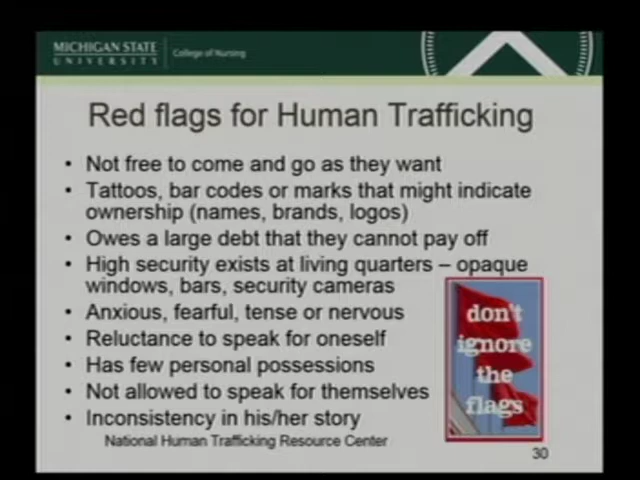 MICHIGAN STATE
UNIVERSITY
College of Nursing
Red flags for Human Trafficking
• Not free to come and go as they want
• Tattoos, bar codes or marks that might indicate
ownership (names, brands, logos)
• Owes a large debt that they cannot pay off
• High security exists at living quarters – opaque
windows, bars, security cameras
• Anxious, fearful, tense or nervous
• Reluctance to speak for oneself
• Has few personal possessions
• Not allowed to speak for themselves
• Inconsistency in his/her story
National Human Trafficking Resource Center
don't
ignore
the
flags
30